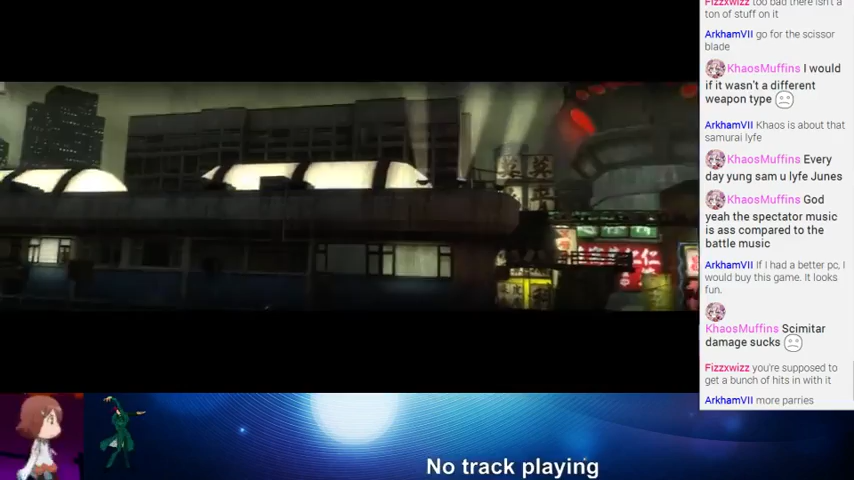 Fizzxwizz too bad there isn't a
ton of stuff on it
ArkhamVII go for the scissor
blade
KhaosMuffins I would
if it wasn't a different
weapon type
ArkhamVII Khaos is about that
samurai lyfe
KhaosMuffins Every
day yung sam u lyfe Junes
KhaosMuffins God
yeah the spectator music
is ass compared to the
battle music
ArkhamVII If I had a better pc, I
would buy this game. It looks
fun.
KhaosMuffins Scimitar
damage sucks
Fizzxwizz you're supposed to
get a bunch of hits in with it
ArkhamVII more parries
No track playing